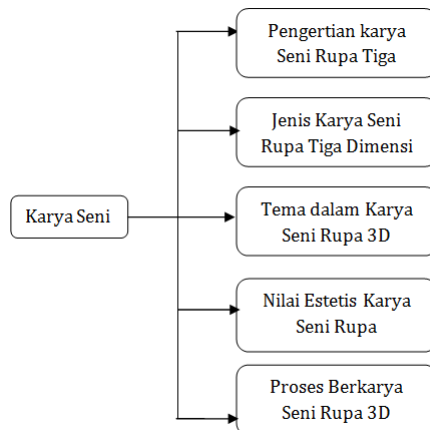 Pengertian karya
Seni Rupa Tiga
Jenis Karya Seni
Rupa Tiga Dimensi
Karya Seni
Tema dalam Karya
Seni Rupa 3D
Nilai Estetis Karya
Seni Rupa
Proses Berkarya
Seni Rupa 3D